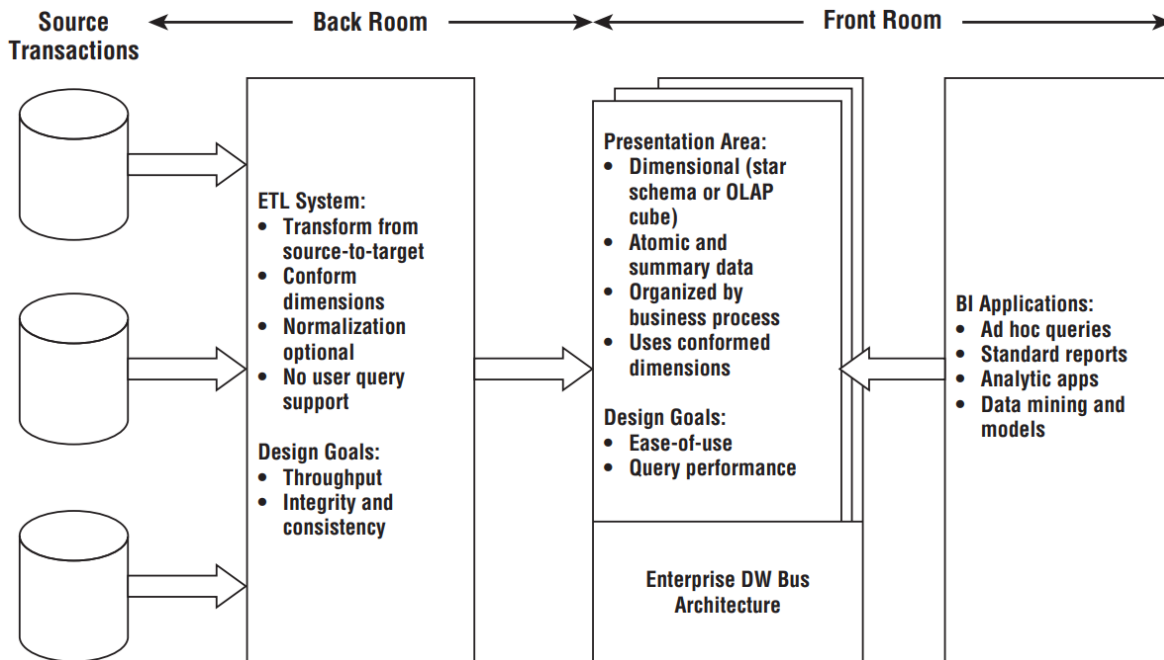 Source
Transactions
Back Room
Front Room
ETL System:
• Transform from
source-to-target
• Conform
dimensions
• Normalization
optional
• No user query
support
Design Goals:
• Throughput
• Integrity and
consistency
Presentation Area:
• Dimensional (star
schema or OLAP
cube)
• Atomic and
summary data
• Organized by
business process
• Uses conformed
dimensions
Design Goals:
• Ease-of-use
• Query performance
Enterprise DW Bus
Architecture
BI Applications:
• Ad hoc queries
• Standard reports
• Analytic apps
• Data mining and
models